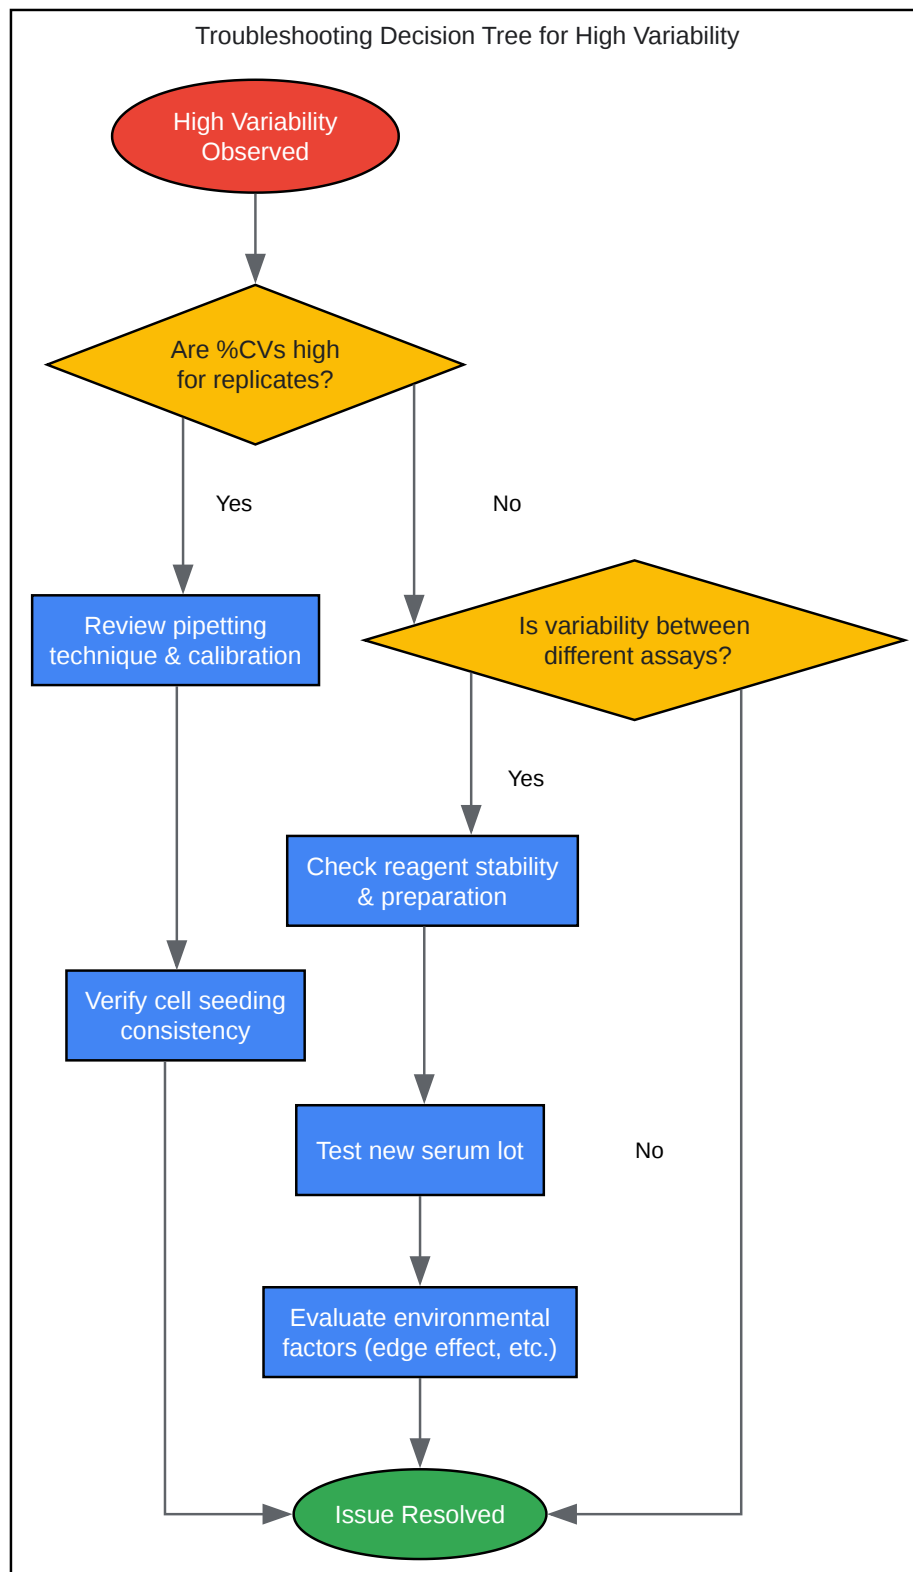 Troubleshooting Decision Tree for High Variability
High Variability
Observed
Are %CVs high
for replicates?
Yes
No
Review pipetting
technique & calibration
Is variability between
different assays?
Yes
Check reagent stability
& preparation
Verify cell seeding
consistency
Test new serum lot
No
Evaluate environmental
factors (edge effect, etc.)
Issue Resolved